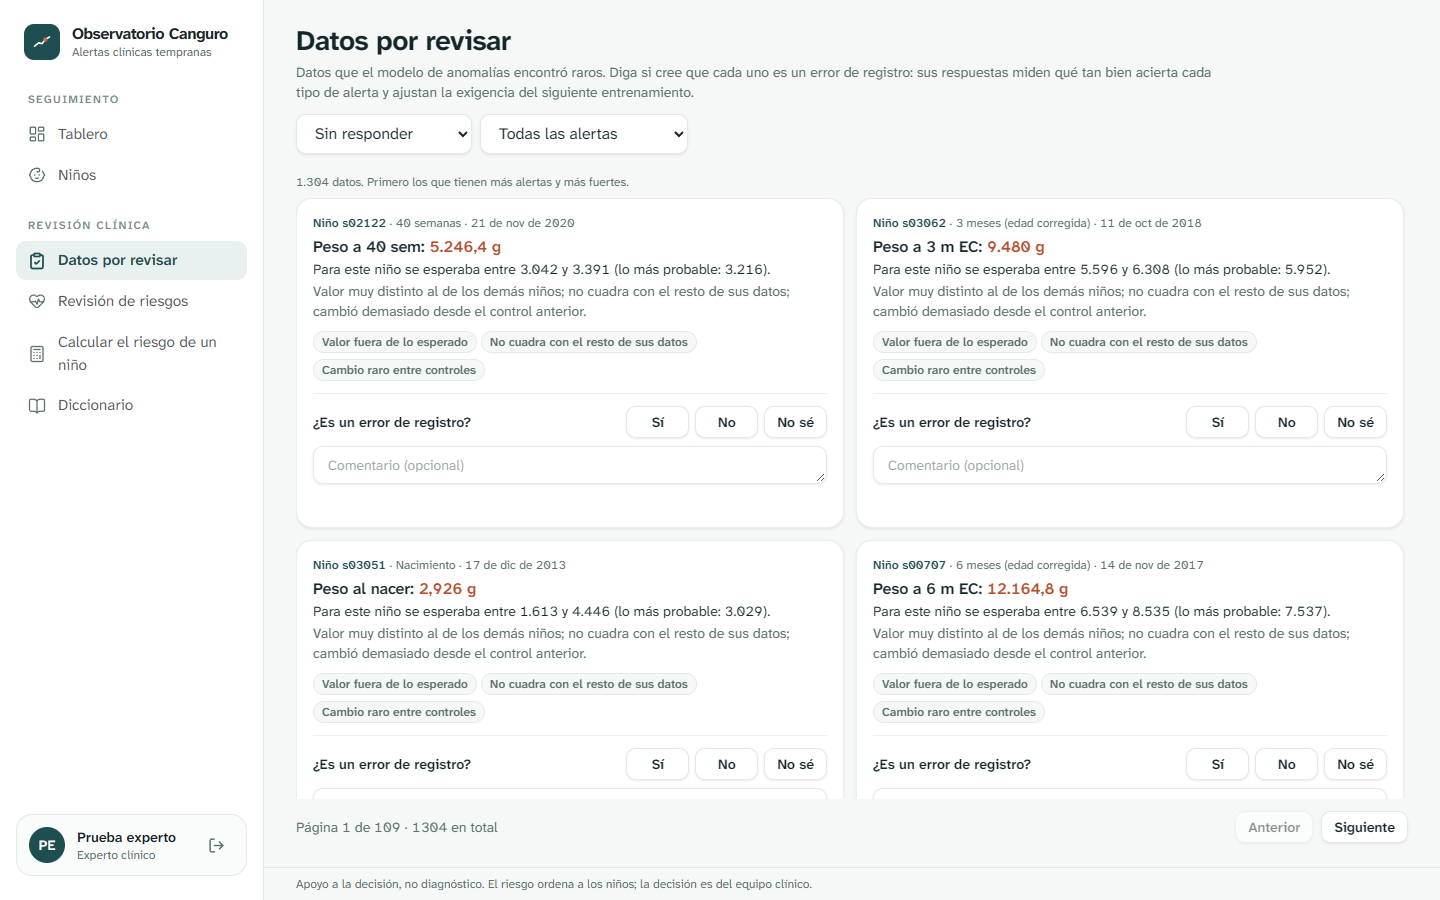 Observatorio Canguro
Alertas clínicas tempranas
SEGUIMIENTO
Tablero
Niños
REVISIÓN CLÍNICA
Datos por revisar
Revisión de riesgos
Calcular el riesgo de un
niño
Diccionario
PE
Prueba experto
Experto clínico
Datos por revisar
Datos que el modelo de anomalías encontró raros. Diga si cree que cada uno es un error de registro: sus respuestas miden qué tan bien acierta cada
tipo de alerta y ajustan la exigencia del siguiente entrenamiento.
Sin responder
Todas las alertas
1.304 datos. Primero los que tienen más alertas y más fuertes.
Niño s02122 · 40 semanas · 21 de nov de 2020
Peso a 40 sem: 5.246,4 g
Para este niño se esperaba entre 3.042 y 3.391 (lo más probable: 3.216).
Valor muy distinto al de los demás niños; no cuadra con el resto de sus datos;
cambió demasiado desde el control anterior.
Valor fuera de lo esperado
No cuadra con el resto de sus datos
Cambio raro entre controles
¿Es un error de registro?
Sí
No
No sé
Comentario (opcional)
Niño s03062 · 3 meses (edad corregida) · 11 de oct de 2018
Peso a 3 m EC: 9.480 g
Para este niño se esperaba entre 5.596 y 6.308 (lo más probable: 5.952).
Valor muy distinto al de los demás niños; no cuadra con el resto de sus datos;
cambió demasiado desde el control anterior.
Valor fuera de lo esperado
No cuadra con el resto de sus datos
Cambio raro entre controles
¿Es un error de registro?
Sí
No
No sé
Comentario (opcional)
Niño s03051 · Nacimiento · 17 de dic de 2013
Peso al nacer: 2,926 g
Para este niño se esperaba entre 1.613 y 4.446 (lo más probable: 3.029).
Valor muy distinto al de los demás niños; no cuadra con el resto de sus datos;
cambió demasiado desde el control anterior.
Valor fuera de lo esperado
No cuadra con el resto de sus datos
Cambio raro entre controles
¿Es un error de registro?
Sí
No
No sé
Niño s00707 · 6 meses (edad corregida) · 14 de nov de 2017
Peso a 6 m EC: 12.164,8 g
Para este niño se esperaba entre 6.539 y 8.535 (lo más probable: 7.537).
Valor muy distinto al de los demás niños; no cuadra con el resto de sus datos;
cambió demasiado desde el control anterior.
Valor fuera de lo esperado
No cuadra con el resto de sus datos
Cambio raro entre controles
¿Es un error de registro?
Sí
No
No sé
Página 1 de 109 · 1304 en total
Anterior
Siguiente
Apoyo a la decisión, no diagnóstico. El riesgo ordena a los niños; la decisión es del equipo clínico.